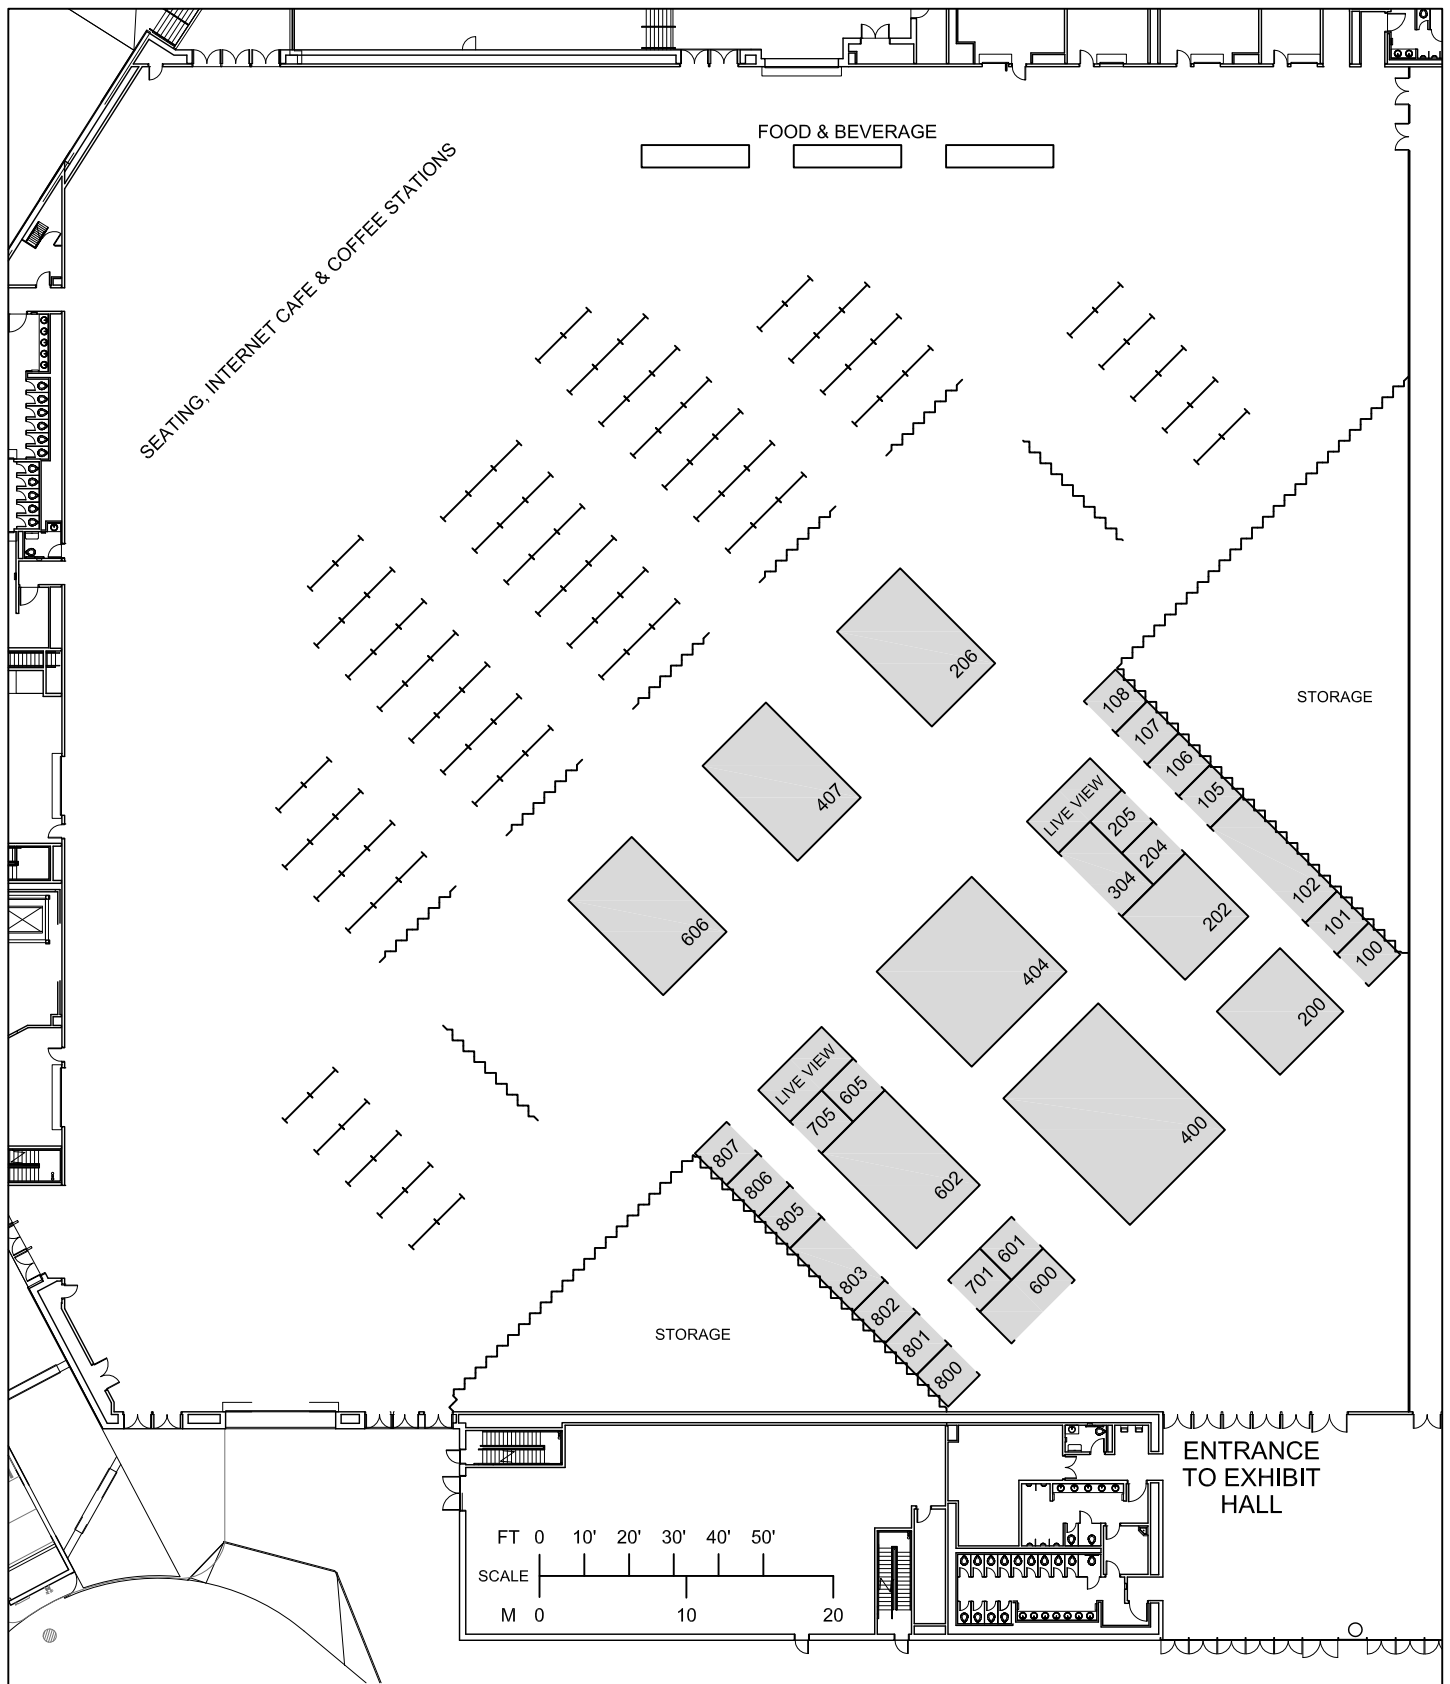 FOOD & BEVERAGE
SEATING, INTERNET CAFE & COFFEE STATIONS
206
STORAGE
108
107
106
105
102
101
100
LIVE VIEW
205
204
304
202
407
606
404
200
400
LIVE VIEW
605
705
602
807
806
805
803
802
801
800
601
701
600
STORAGE
ENTRANCE
TO EXHIBIT
HALL
FT 0 10' 20' 30' 40' 50'
SCALE
M 0 10 20